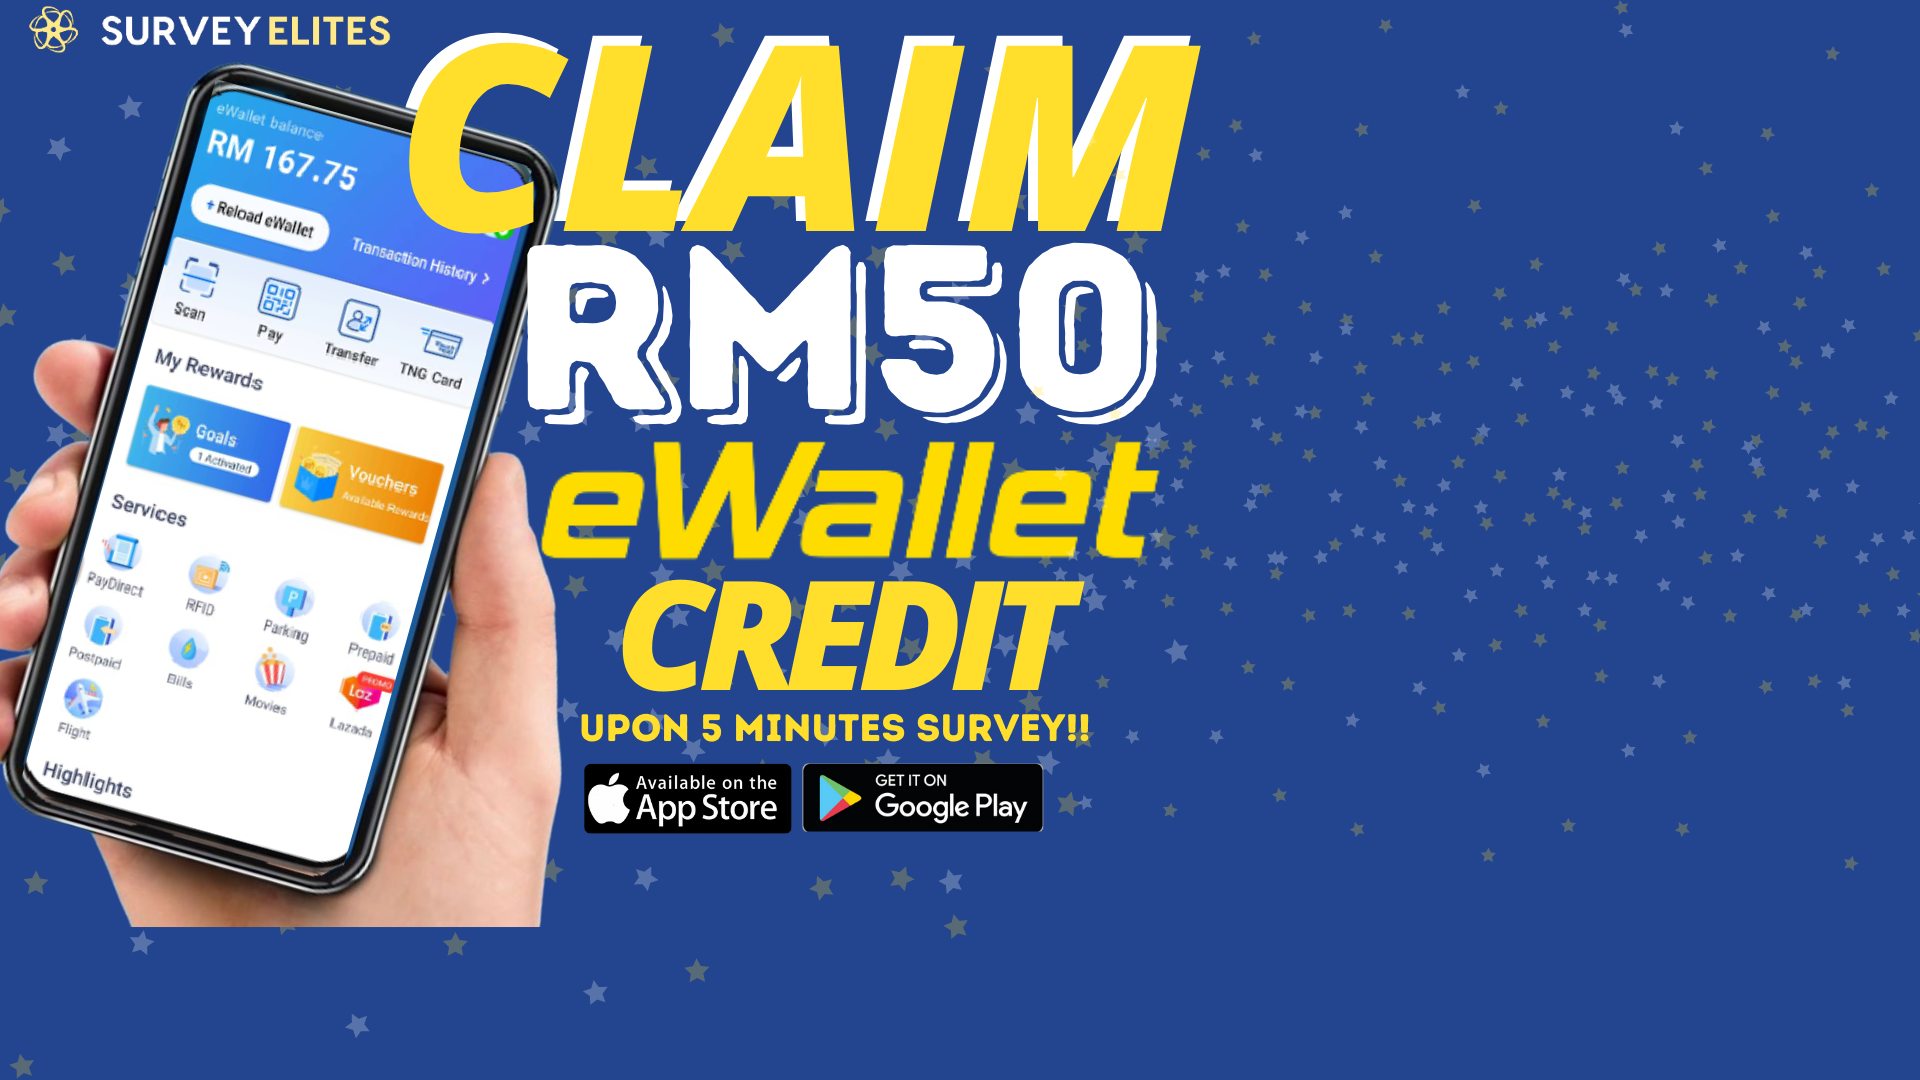 SURVEY ELITES
CLAIM
RM50
eWallet
CREDIT
UPON 5 MINUTES SURVEY!!
Available on the
App Store
GET IT ON
Google Play
eWallet balance
RM 167.75
+ Reload eWallet
Transaction History >
Scan
Pay
Transfer
TNG Card
My Rewards
Goals
1 Activated
Vouchers
Available Rewards
Services
PayDirect
RFID
Parking
Prepaid
Postpaid
Bills
Movies
PROMO
Laz
Lazada
Flight
Highlights